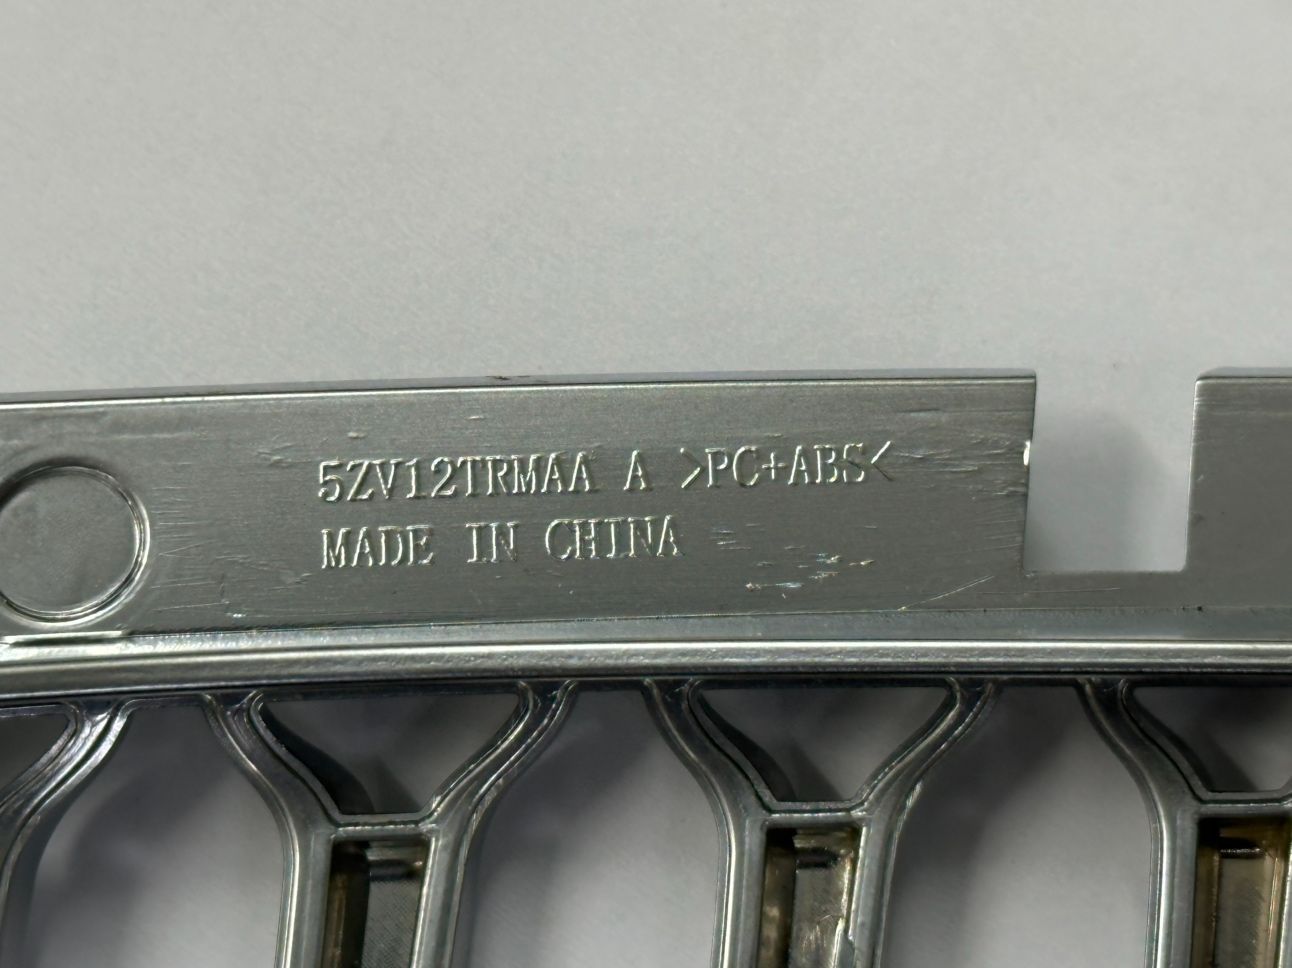 5ZV12TRMAA A >PC+ABS<
MADE IN CHINA